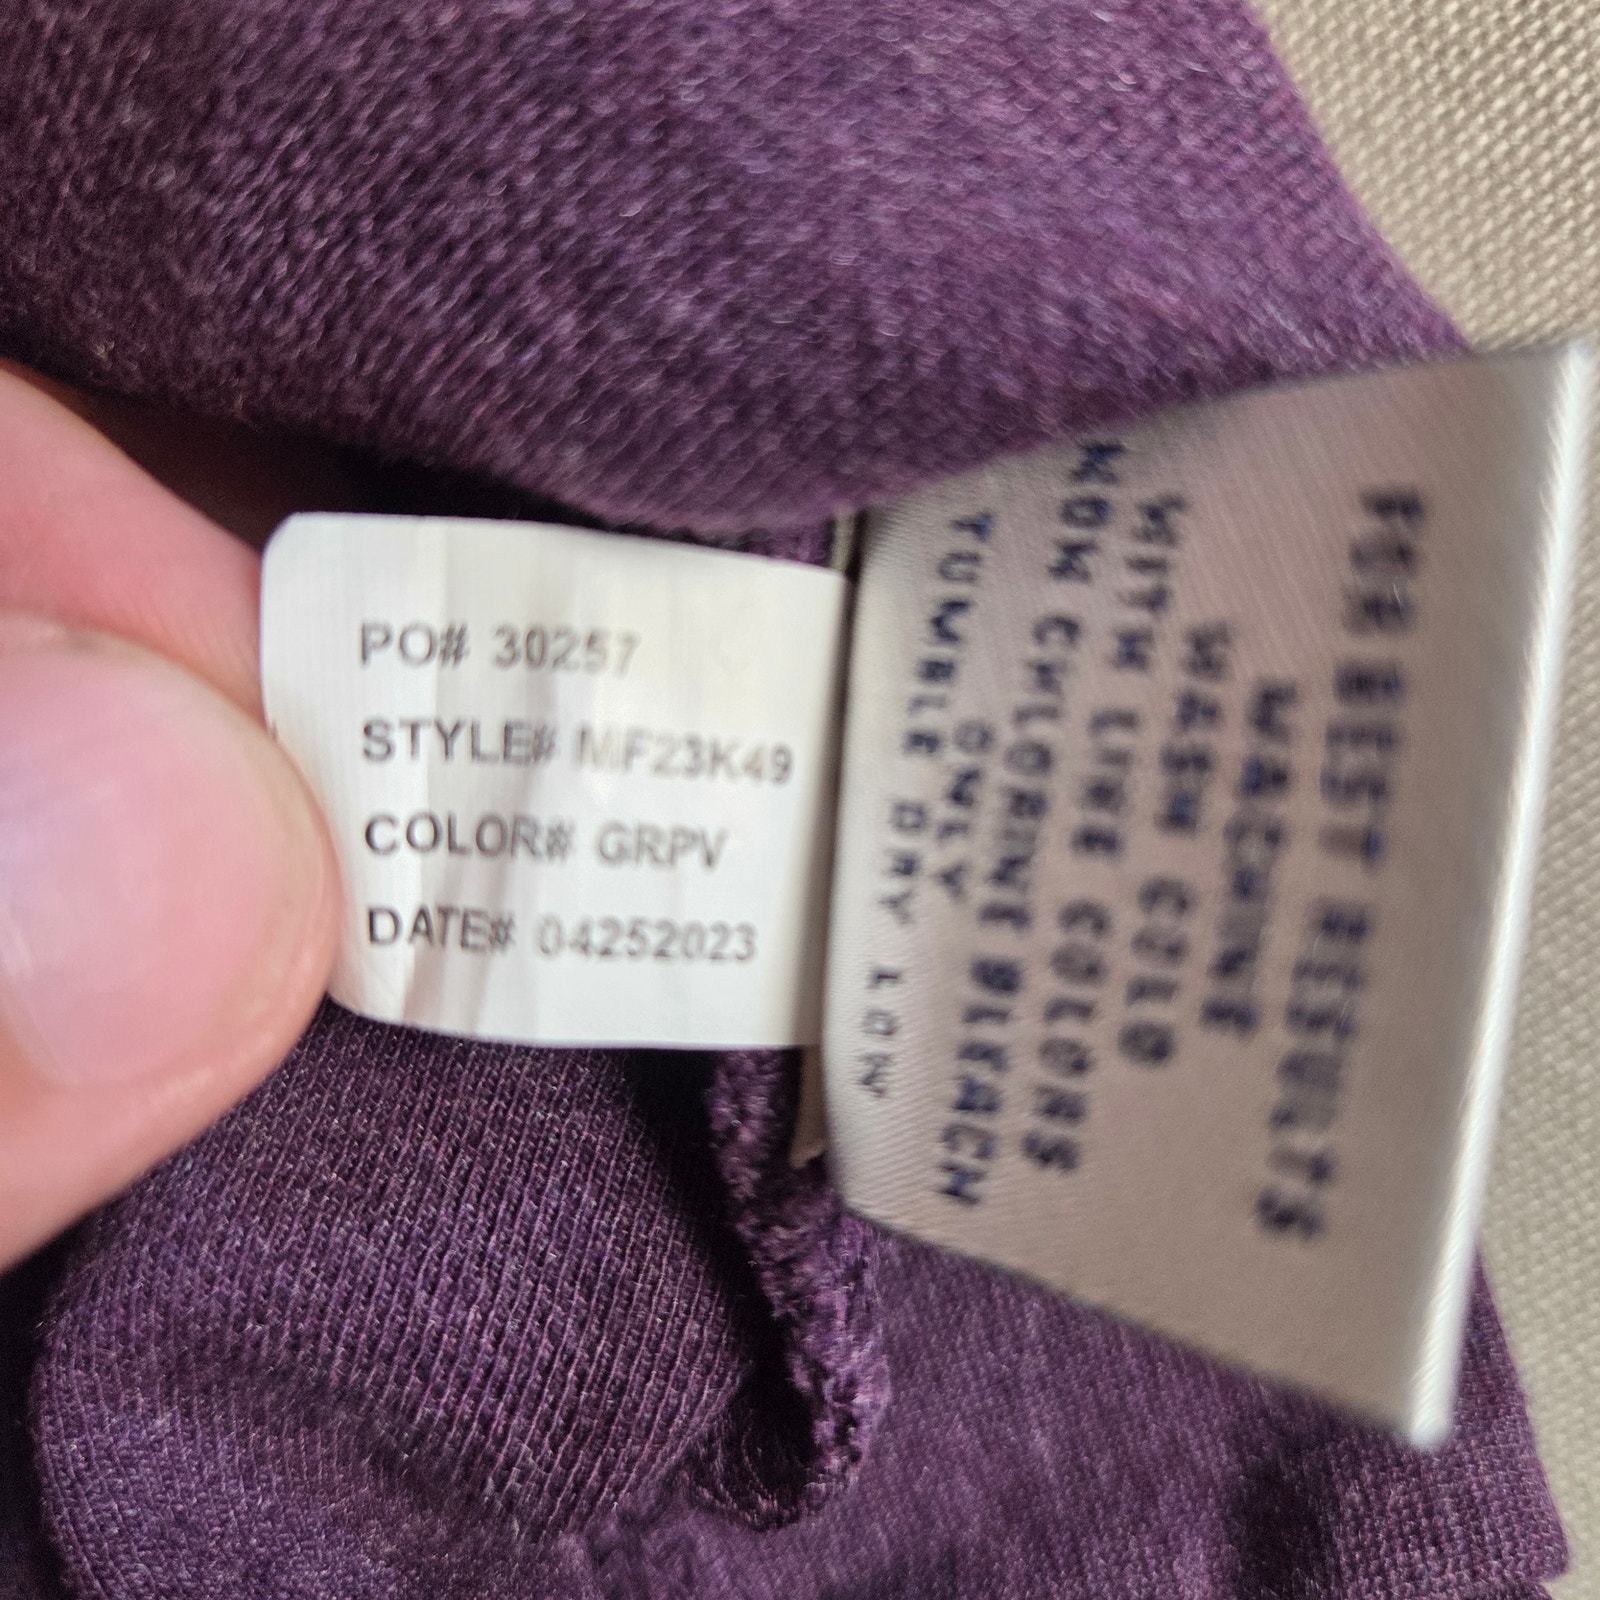 PO# 30257
STYLE# MF23K49
COLOR# GRPV
DATE# 04252023
FOR BEST RESULTS
MACHINE
WASH COLD
WITH LIKE COLORS
NON CHLORINE BLEACH
ONLY
TUMBLE DRY LOW